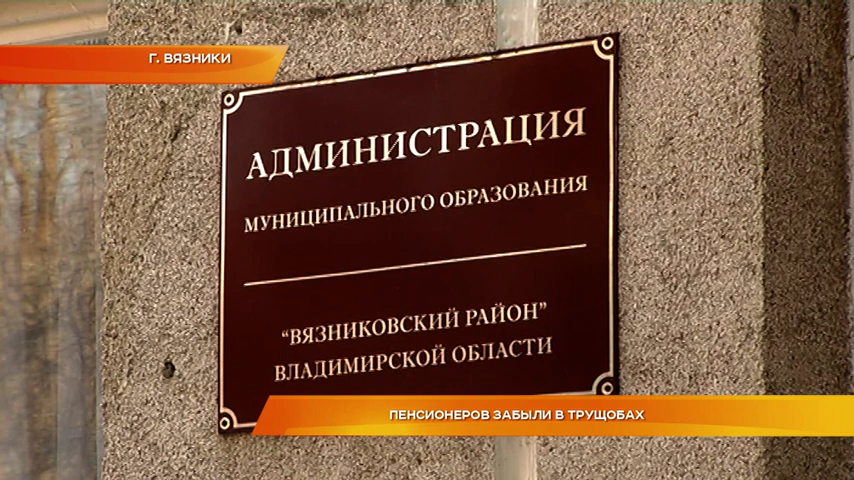 Г. ВЯЗНИКИ
АДМИНИСТРАЦИЯ
МУНИЦИПАЛЬНОГО ОБРАЗОВАНИЯ
“ВЯЗНИКОВСКИЙ РАЙОН”
ВЛАДИМИРСКОЙ ОБЛАСТИ
ПЕНСИОНЕРОВ ЗАБЫЛИ В ТРУЩОБАХ